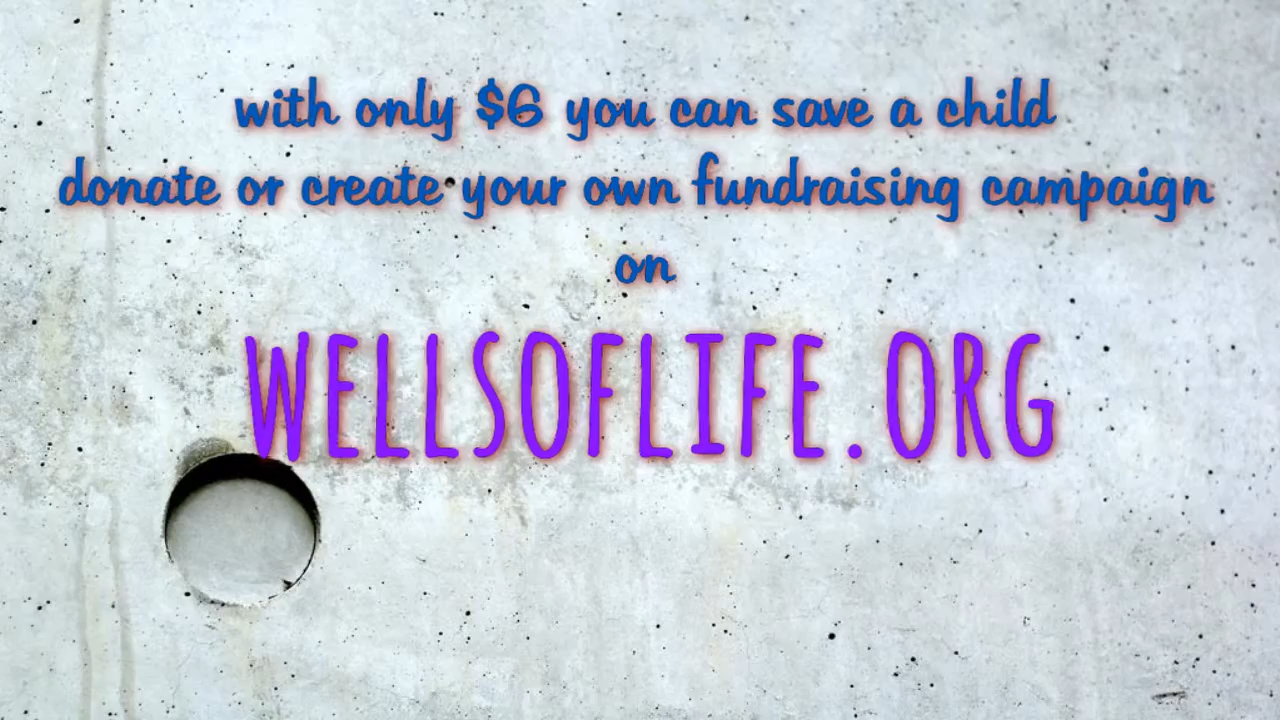 with only $6 you can save a child
donate or create your own fundraising campaign
on
WELLSOFLIFE.ORG